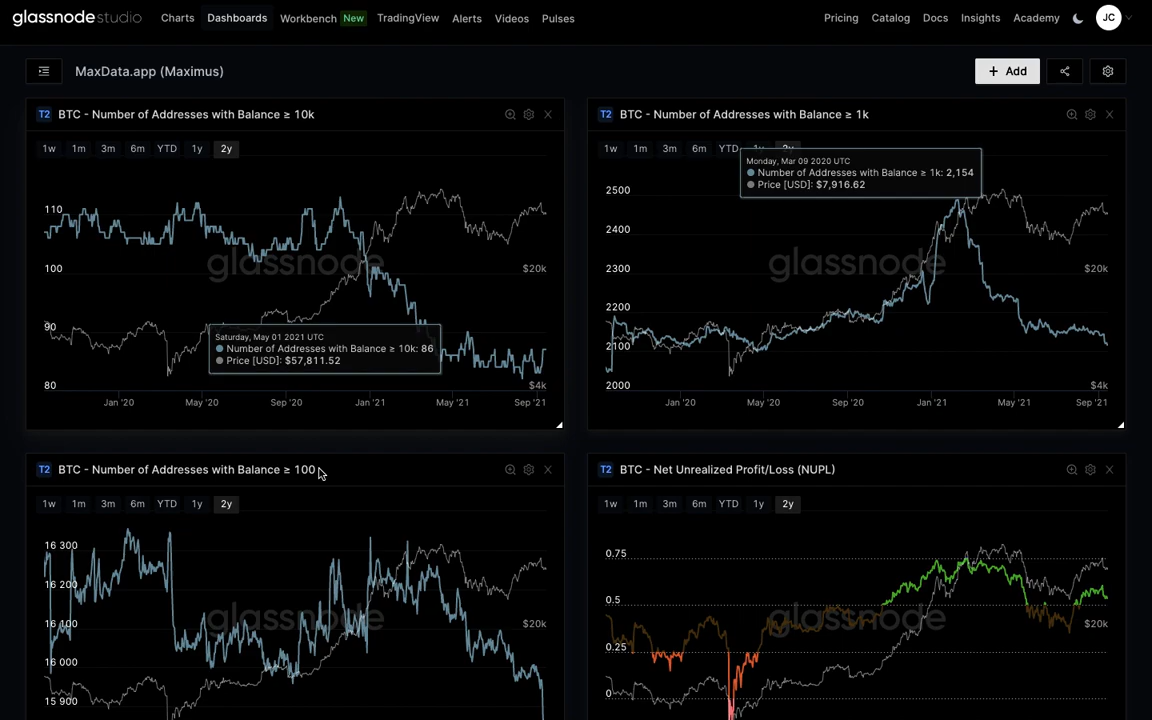 glassnodestudio Charts Dashboards Workbench New TradingView Alerts Videos Pulses Pricing Catalog Docs Insights Academy JC
MaxData.app (Maximus) + Add
T2 BTC - Number of Addresses with Balance ≥ 10k
1w 1m 3m 6m YTD 1y 2y
110
100
90
80
$20k
$4k
glassnode
Saturday, May 01 2021 UTC
Number of Addresses with Balance ≥ 10k: 86
Price [USD]: $57,811.52
Jan '20 May '20 Sep '20 Jan '21 May '21 Sep '21
T2 BTC - Number of Addresses with Balance ≥ 1k
1w 1m 3m 6m YTD 1y 2y
Monday, Mar 09 2020 UTC
Number of Addresses with Balance ≥ 1k: 2,154
Price [USD]: $7,916.62
2500
2400
2300
2200
2100
2000
$20k
$4k
glassnode
Jan '20 May '20 Sep '20 Jan '21 May '21 Sep '21
T2 BTC - Number of Addresses with Balance ≥ 100
1w 1m 3m 6m YTD 1y 2y
16 300
16 200
16 100
16 000
15 900
$20k
glassnode
T2 BTC - Net Unrealized Profit/Loss (NUPL)
1w 1m 3m 6m YTD 1y 2y
0.75
0.5
0.25
0
$20k
glassnode